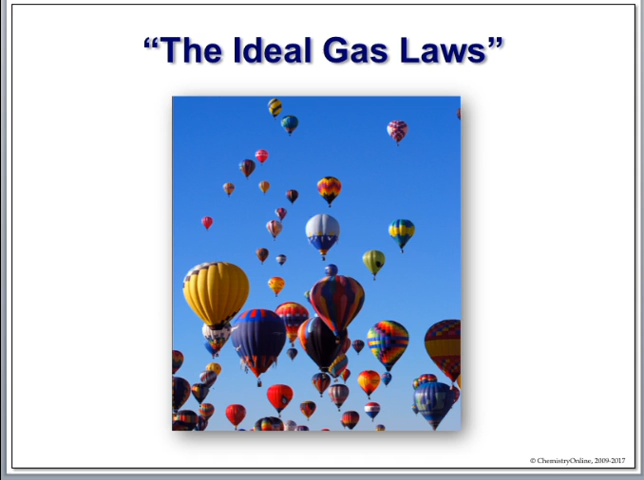 “The Ideal Gas Laws”
© ChemistryOnline, 2009-2017